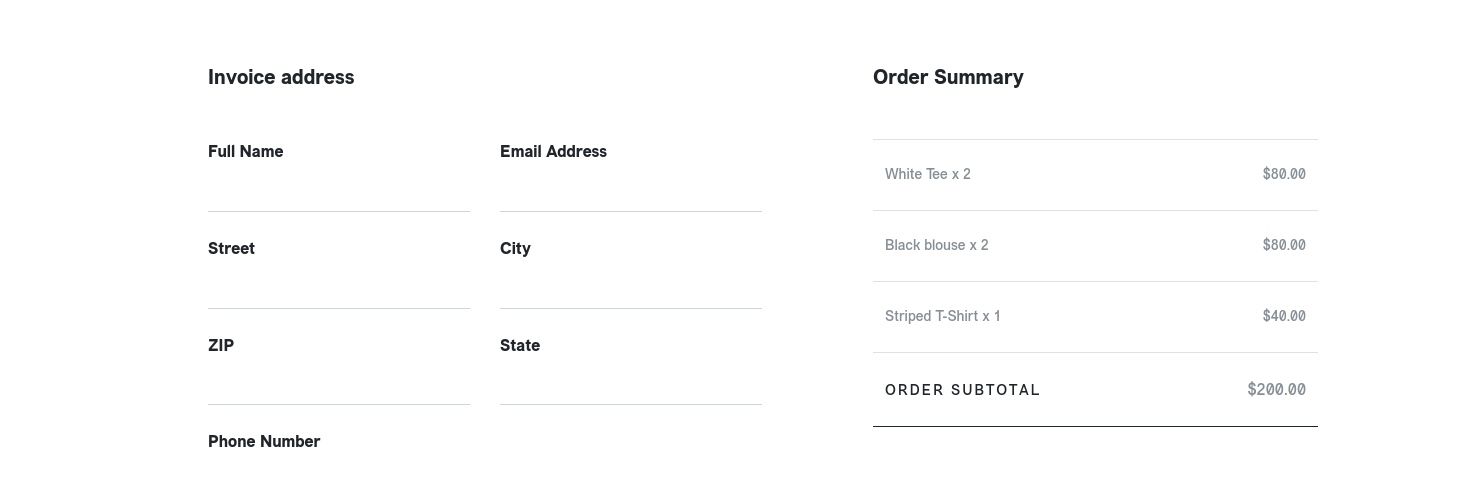 Invoice address
Full Name
Email Address
Street
City
ZIP
State
Phone Number
Order Summary
White Tee x 2 $80.00
Black blouse x 2 $80.00
Striped T-Shirt x 1 $40.00
ORDER SUBTOTAL $200.00